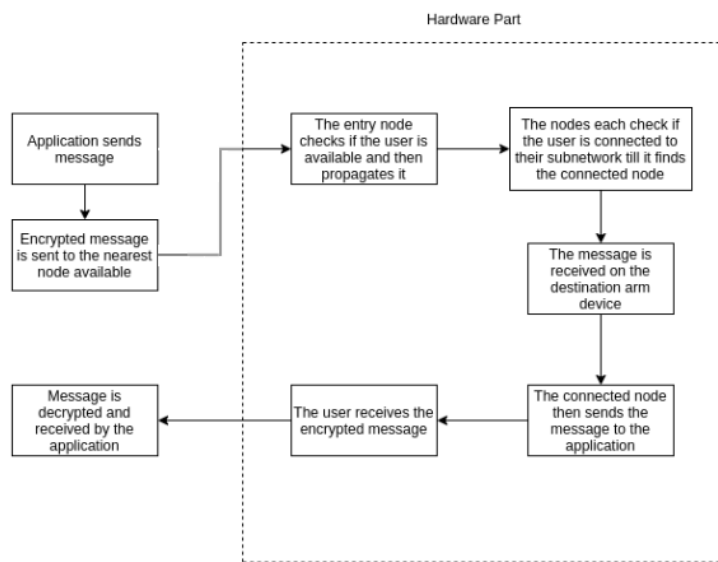 Hardware Part
Application sends
message
Encrypted message
is sent to the nearest
node available
The entry node
checks if the user is
available and then
propagates it
The nodes each check if
the user is connected to
their subnetwork till it finds
the connected node
The message is
received on the
destination arm
device
The connected node
then sends the
message to the
application
The user receives the
encrypted message
Message is
decrypted and
received by the
application